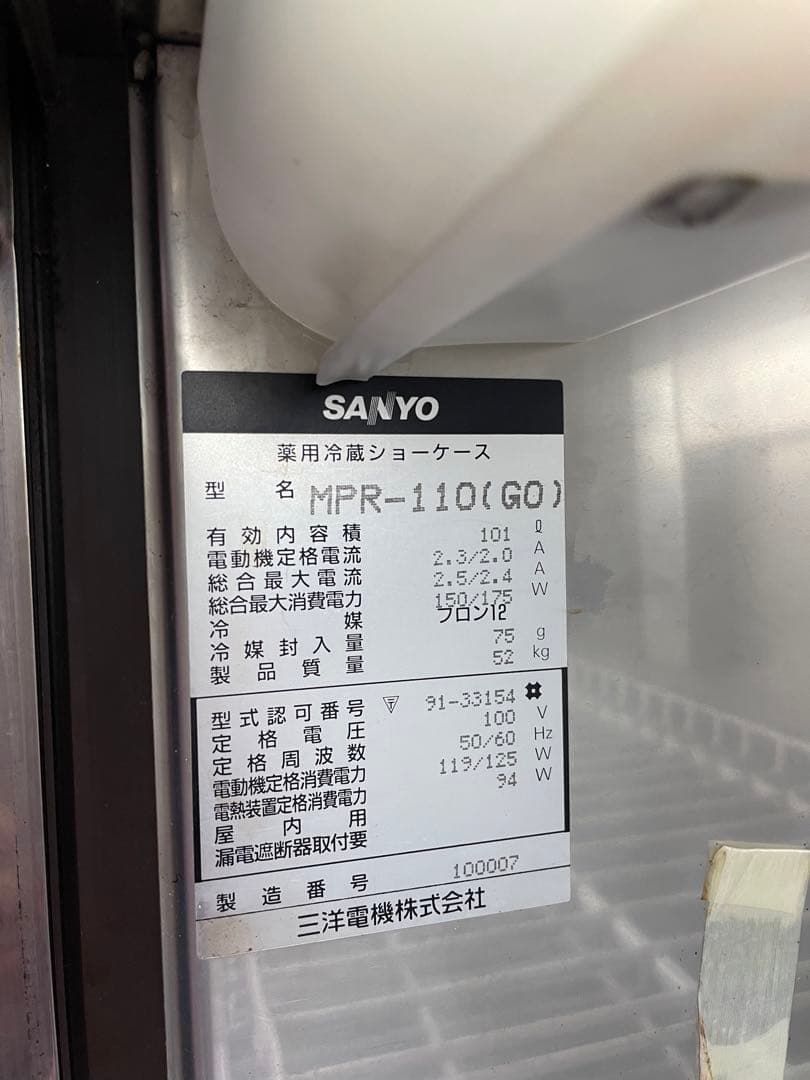 SANYO
薬用冷蔵ショーケース
型名 MPR-110(GO)
有効内容積 101 ℓ
電動機定格電流 2.3/2.0 A
総合最大電流 2.5/2.4 A
総合最大消費電力 150/175 W
冷媒 フロン12
冷媒封入量 75 g
製品質量 52 kg
型式認可番号 91-33154
定格電圧 100 V
定格周波数 50/60 Hz
電動機定格消費電力 119/125 W
電熱装置定格消費電力 94 W
屋内用
漏電遮断器取付要
製造番号 100007
三洋電機株式会社